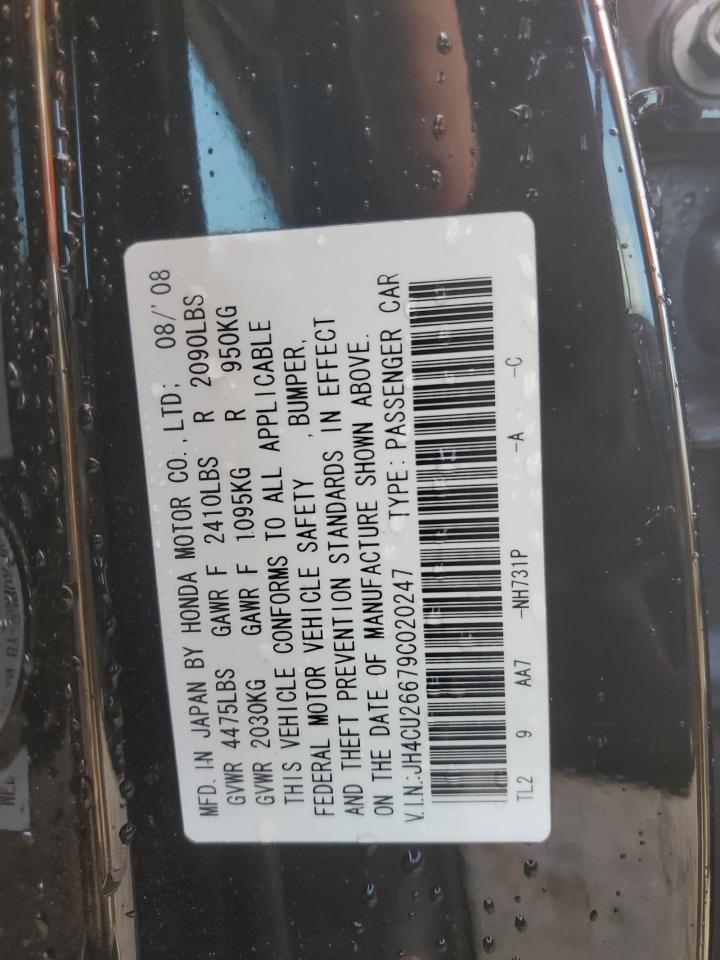 MFD. IN JAPAN BY HONDA MOTOR CO.,LTD; 08/'08
GVWR 4475LBS GAWR F 2410LBS R 2090LBS
GVWR 2030KG GAWR F 1095KG R 950KG
THIS VEHICLE CONFORMS TO ALL APPLICABLE
FEDERAL MOTOR VEHICLE SAFETY ,BUMPER,
AND THEFT PREVENTION STANDARDS IN EFFECT
ON THE DATE OF MANUFACTURE SHOWN ABOVE.
V.I.N.:JH4CU26679C020247 TYPE: PASSENGER CAR
TL2 9 AA7 -NH731P -A -C